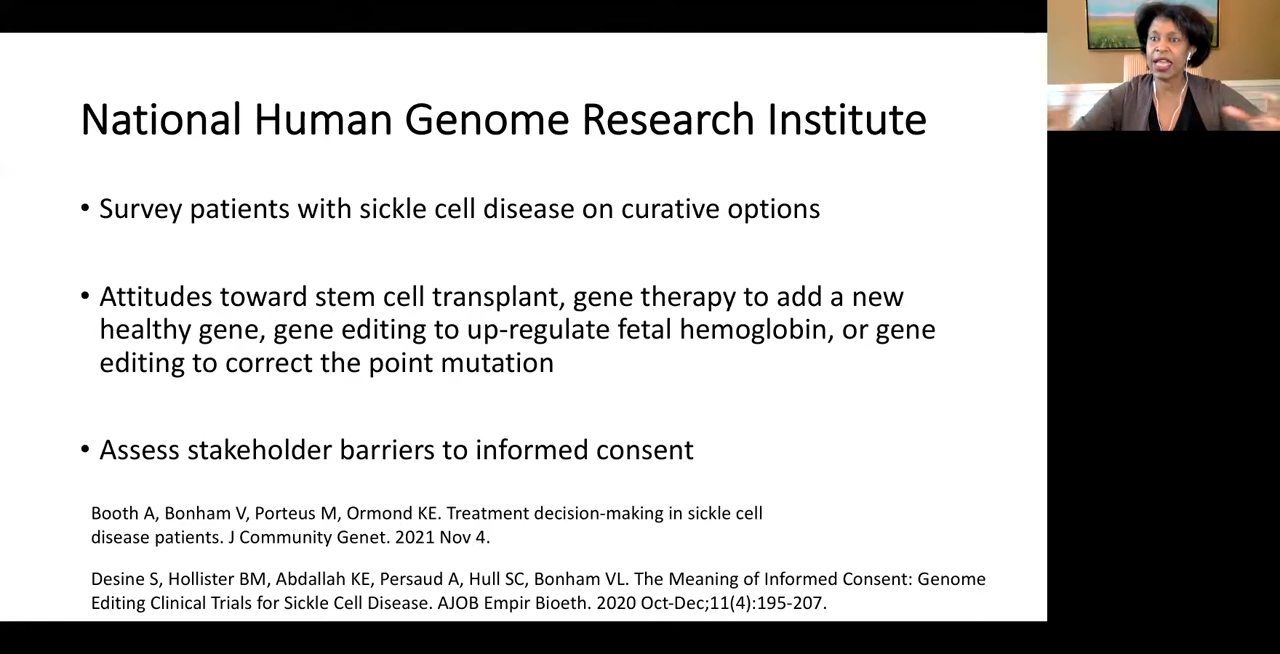 National Human Genome Research Institute
• Survey patients with sickle cell disease on curative options
• Attitudes toward stem cell transplant, gene therapy to add a new
healthy gene, gene editing to up-regulate fetal hemoglobin, or gene
editing to correct the point mutation
• Assess stakeholder barriers to informed consent
Booth A, Bonham V, Porteus M, Ormond KE. Treatment decision-making in sickle cell
disease patients. J Community Genet. 2021 Nov 4.
Desine S, Hollister BM, Abdallah KE, Persaud A, Hull SC, Bonham VL. The Meaning of Informed Consent: Genome
Editing Clinical Trials for Sickle Cell Disease. AJOB Empir Bioeth. 2020 Oct-Dec;11(4):195-207.